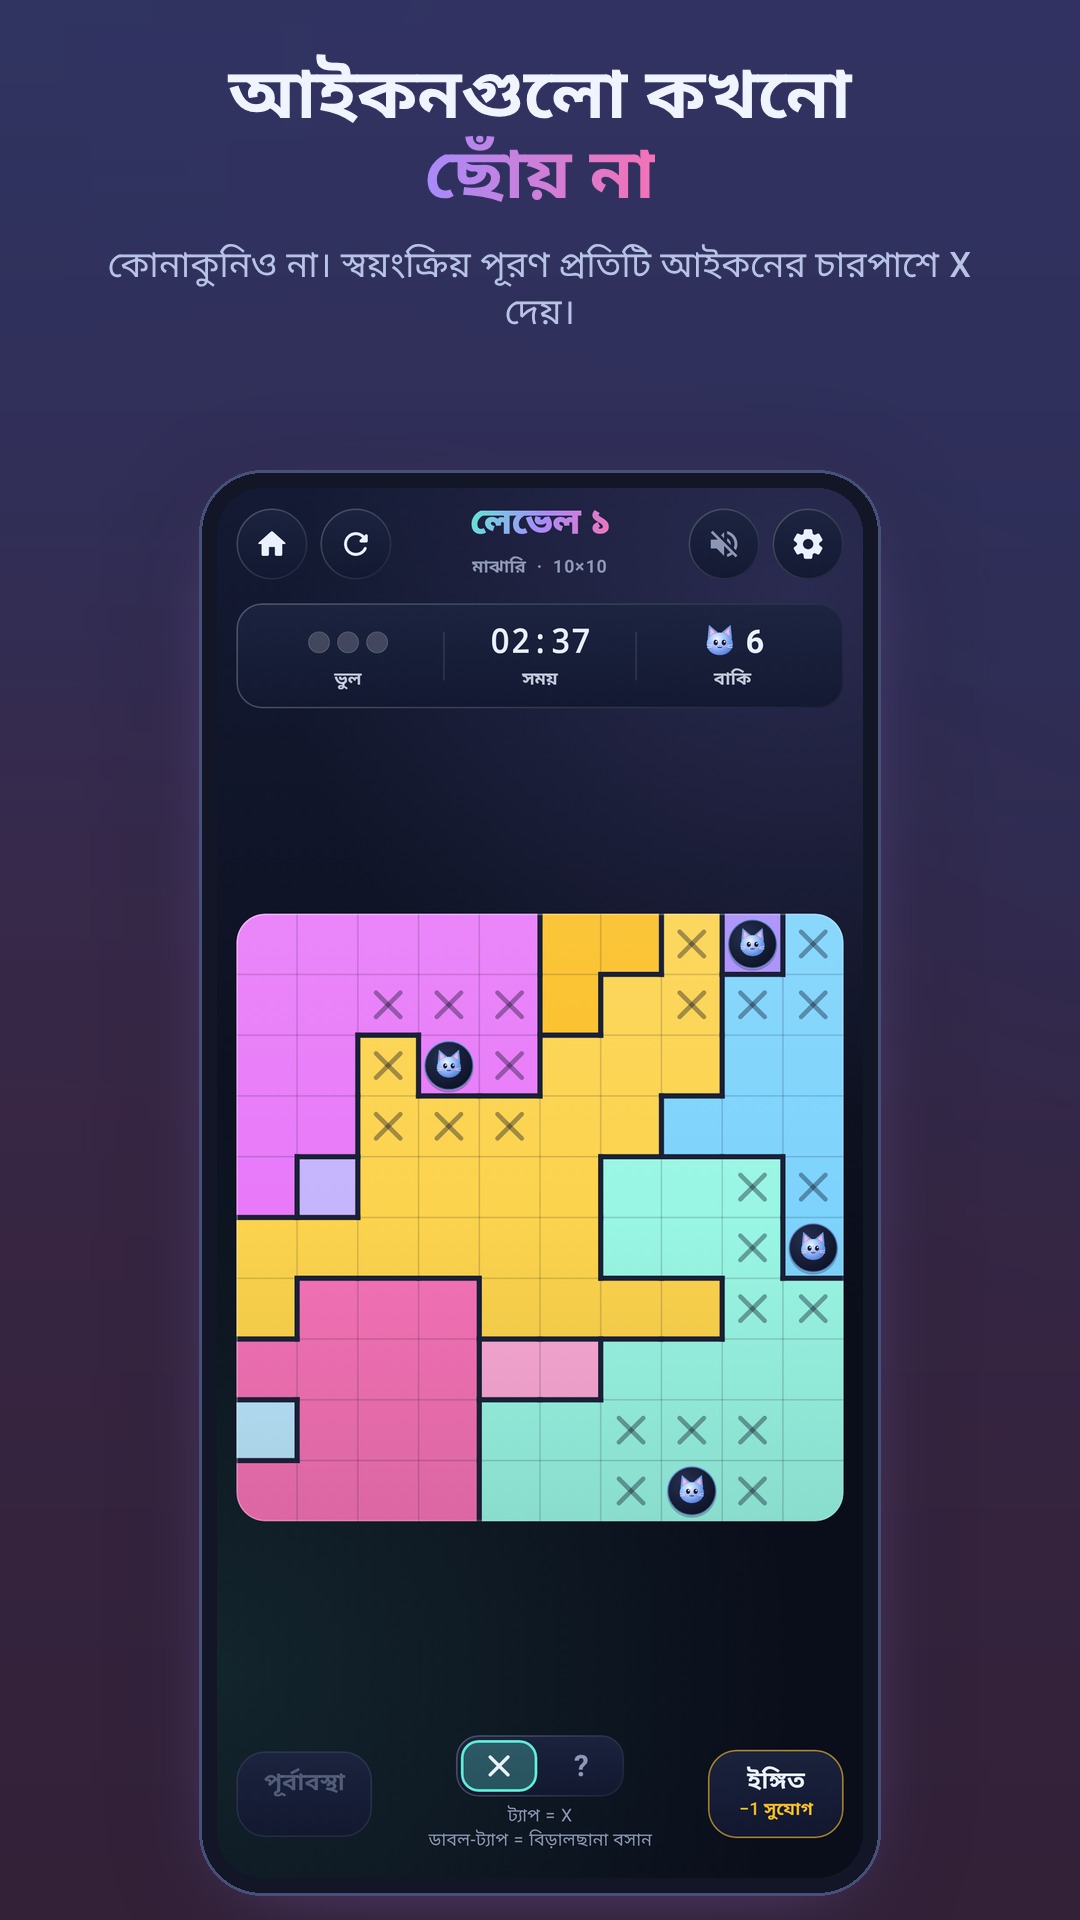 আইকনগুলো কখনো
ছোঁয় না
কোনাকুনিও না। স্বয়ংক্রিয় পূরণ প্রতিটি আইকনের চারপাশে X
দেয়।
লেভেল ১
মাঝারি · 10×10
02:37
6
ভুল
সময়
বাকি
পূর্বাবস্থা
?
ট্যাপ = X
ডাবল-ট্যাপ = বিড়ালছানা বসান
ইঙ্গিত
−1 সুযোগ